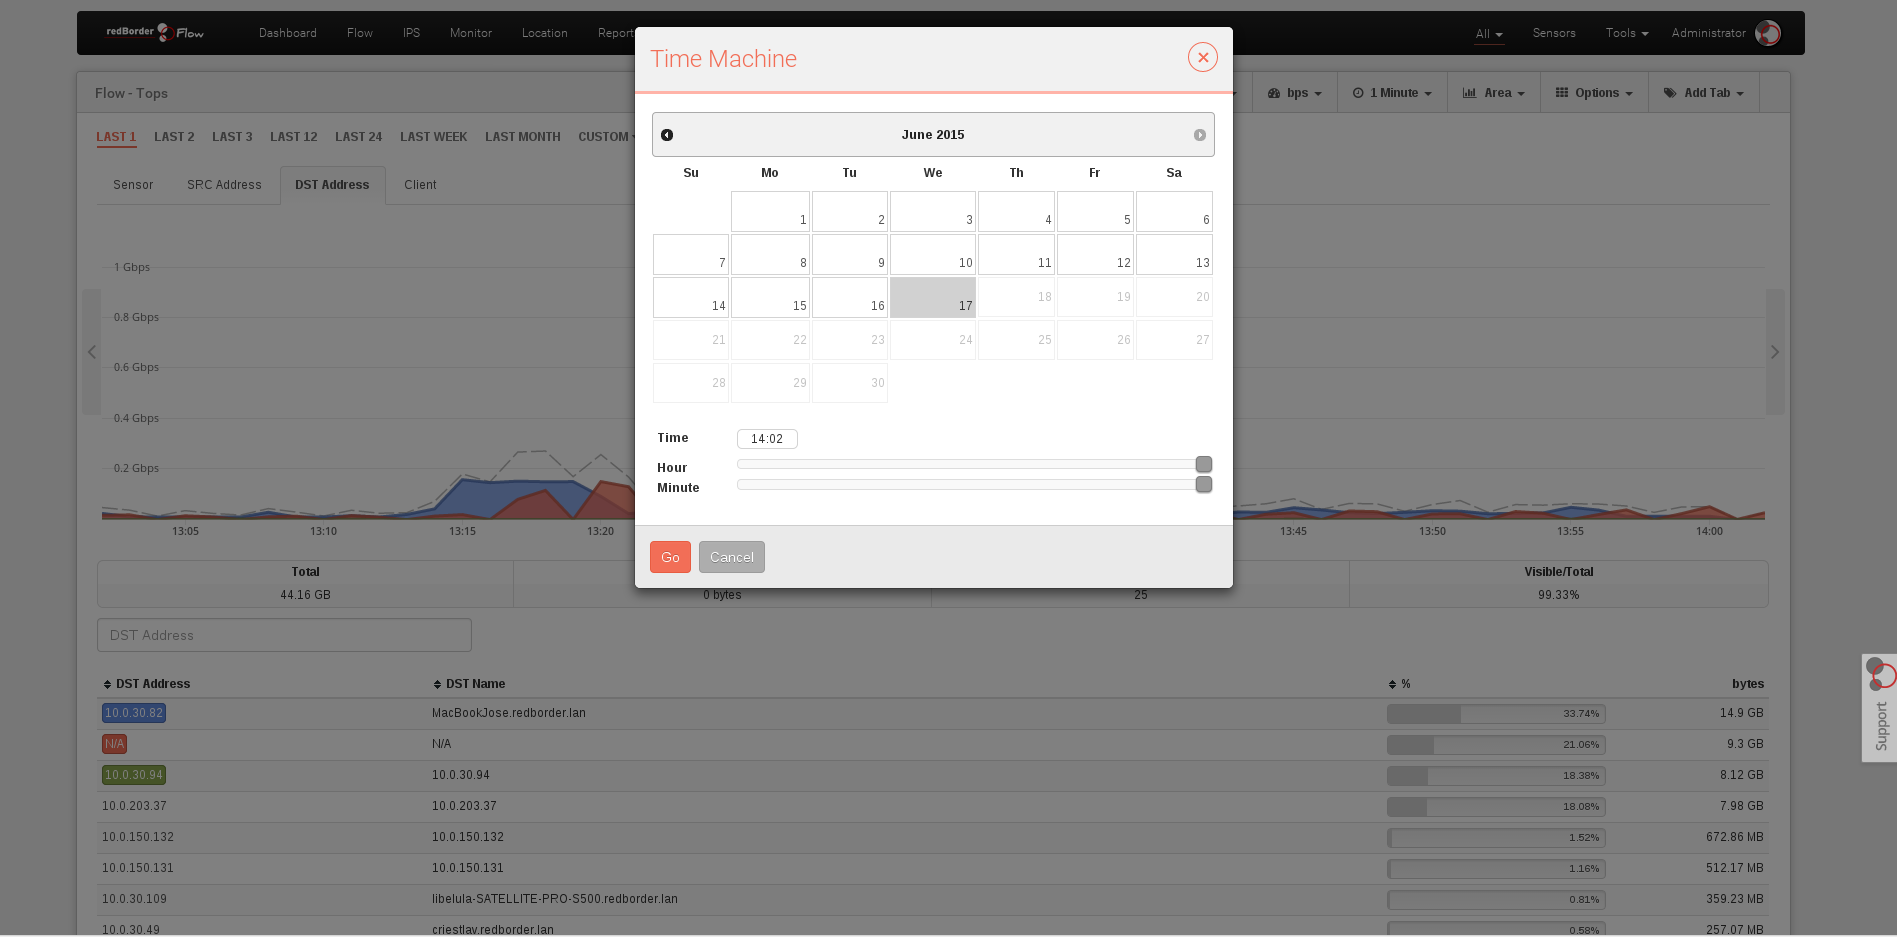 redBorder Flow
Dashboard Flow IPS Monitor Location Report
All Sensors Tools Administrator
Time Machine
Flow - Tops
bps 1 Minute Area Options Add Tab
LAST 1 LAST 2 LAST 3 LAST 12 LAST 24 LAST WEEK LAST MONTH CUSTOM
Sensor SRC Address DST Address Client
June 2015
Su Mo Tu We Th Fr Sa
1 2 3 4 5 6
7 8 9 10 11 12 13
14 15 16 17 18 19 20
21 22 23 24 25 26 27
28 29 30
Time 14:02
Hour
Minute
Go Cancel
1 Gbps
0.8 Gbps
0.6 Gbps
0.4 Gbps
0.2 Gbps
13:05 13:10 13:15 13:20 13:45 13:50 13:55 14:00
Total Visible/Total
44.16 GB 0 bytes 25 99.33%
DST Address
DST Address DST Name % bytes
10.0.30.82 MacBookJose.redborder.lan 33.74% 14.9 GB
N/A N/A 21.06% 9.3 GB
10.0.30.94 10.0.30.94 18.38% 8.12 GB
10.0.203.37 10.0.203.37 18.08% 7.98 GB
10.0.150.132 10.0.150.132 1.52% 672.86 MB
10.0.150.131 10.0.150.131 1.16% 512.17 MB
10.0.30.109 libelula-SATELLITE-PRO-S500.redborder.lan 0.81% 359.23 MB
10.0.30.49 criestlav.redborder.lan 0.58% 257.07 MB
Support